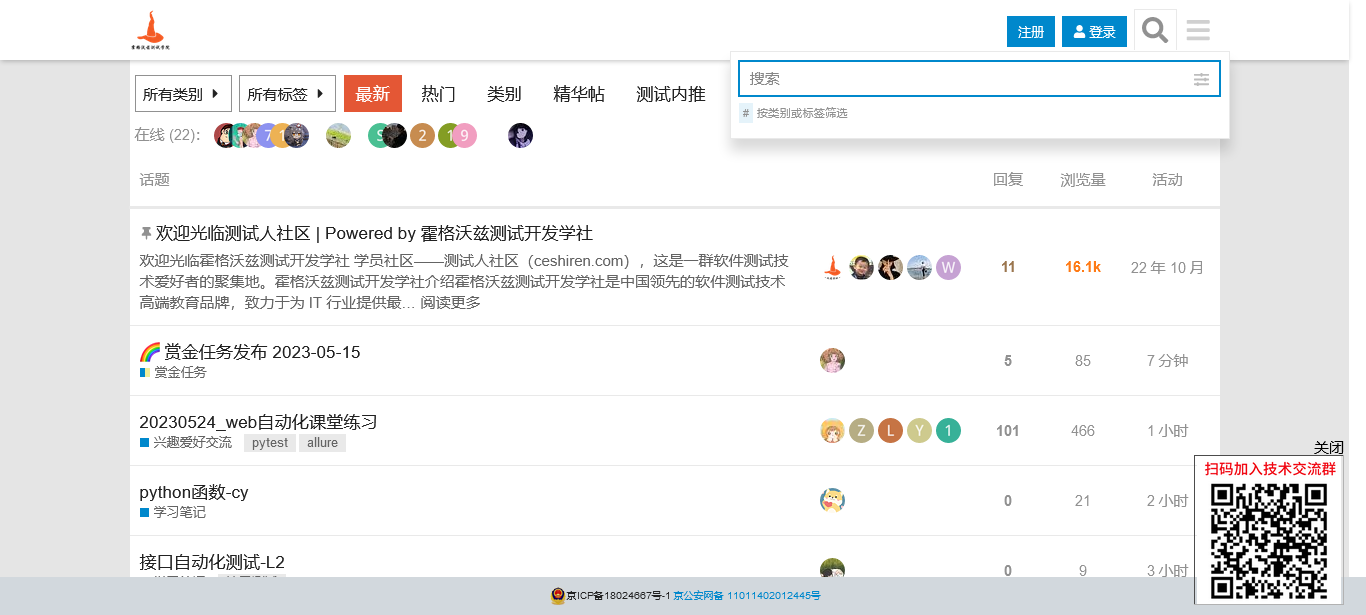 霍格沃兹测试学院
注册
登录
搜索
# 按类别或标签筛选
所有类别
所有标签
最新
热门
类别
精华帖
测试内推
在线 (22):
7
1
S
2
1
9
话题
回复
浏览量
活动
欢迎光临测试人社区 | Powered by 霍格沃兹测试开发学社
欢迎光临霍格沃兹测试开发学社 学员社区——测试人社区（ceshiren.com），这是一群软件测试技
术爱好者的聚集地。霍格沃兹测试开发学社介绍霍格沃兹测试开发学社是中国领先的软件测试技术
高端教育品牌，致力于为 IT 行业提供最… 阅读更多
W
11
16.1k
22 年 10 月
赏金任务发布 2023-05-15
赏金任务
5
85
7 分钟
20230524_web自动化课堂练习
兴趣爱好交流 pytest allure
Z
L
Y
1
101
466
1 小时
python函数-cy
学习笔记
0
21
2 小时
接口自动化测试-L2
0
9
3 小时
关闭
扫码加入技术交流群
京ICP备18024667号-1 京公安网备 11011402012445号